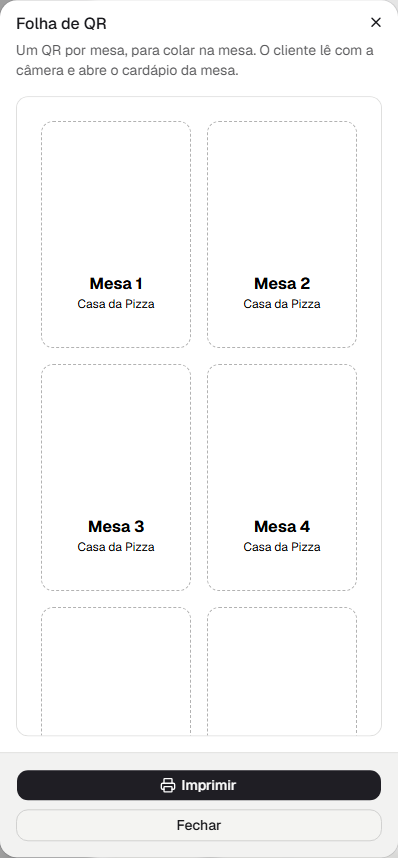 Folha de QR
Um QR por mesa, para colar na mesa. O cliente lê com a
câmera e abre o cardápio da mesa.
Mesa 1
Casa da Pizza
Mesa 2
Casa da Pizza
Mesa 3
Casa da Pizza
Mesa 4
Casa da Pizza
Imprimir
Fechar